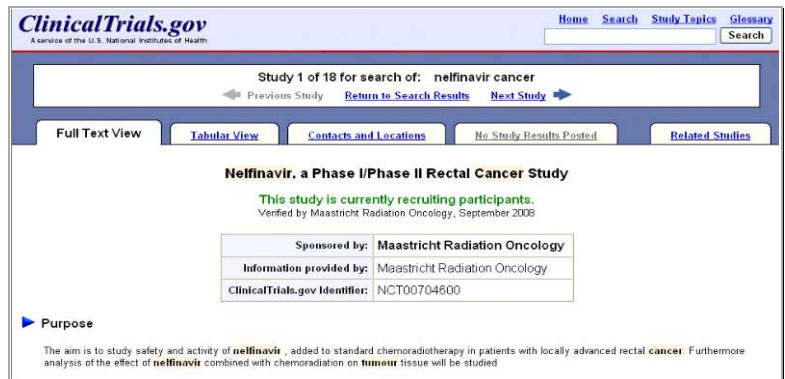 ClinicalTrials.gov
A service of the U.S. National Institutes of Health
Home Search Study Topics Glossary
Search
Study 1 of 18 for search of: nelfinavir cancer
Previous Study Return to Search Results Next Study
Full Text View Tabular View Contacts and Locations No Study Results Posted Related Studies
Nelfinavir, a Phase I/Phase II Rectal Cancer Study
This study is currently recruiting participants.
Verified by Maastricht Radiation Oncology, September 2008
Sponsored by: Maastricht Radiation Oncology
Information provided by: Maastricht Radiation Oncology
ClinicalTrials.gov Identifier: NCT00704600
Purpose
The aim is to study safety and activity of nelfinavir , added to standard chemoradiotherapy in patients with locally advanced rectal cancer. Furthermore
analysis of the effect of nelfinavir combined with chemoradiation on tumour tissue will be studied